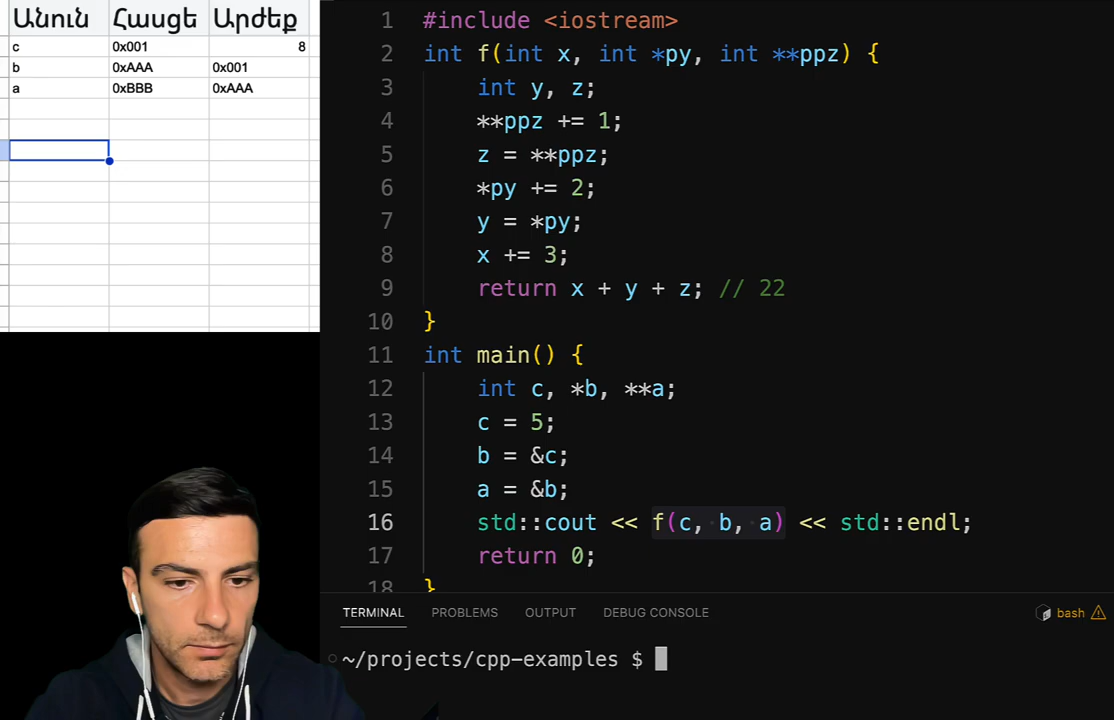 Անուն Հասցե Արժեք
c 0x001 8
b 0xAAA 0x001
a 0xBBB 0xAAA
1 #include <iostream>
2 int f(int x, int *py, int **ppz) {
3 int y, z;
4 **ppz += 1;
5 z = **ppz;
6 *py += 2;
7 y = *py;
8 x += 3;
9 return x + y + z; // 22
10 }
11 int main() {
12 int c, *b, **a;
13 c = 5;
14 b = &c;
15 a = &b;
16 std::cout << f(c, b, a) << std::endl;
17 return 0;
18 }
TERMINAL PROBLEMS OUTPUT DEBUG CONSOLE bash
~/projects/cpp-examples $